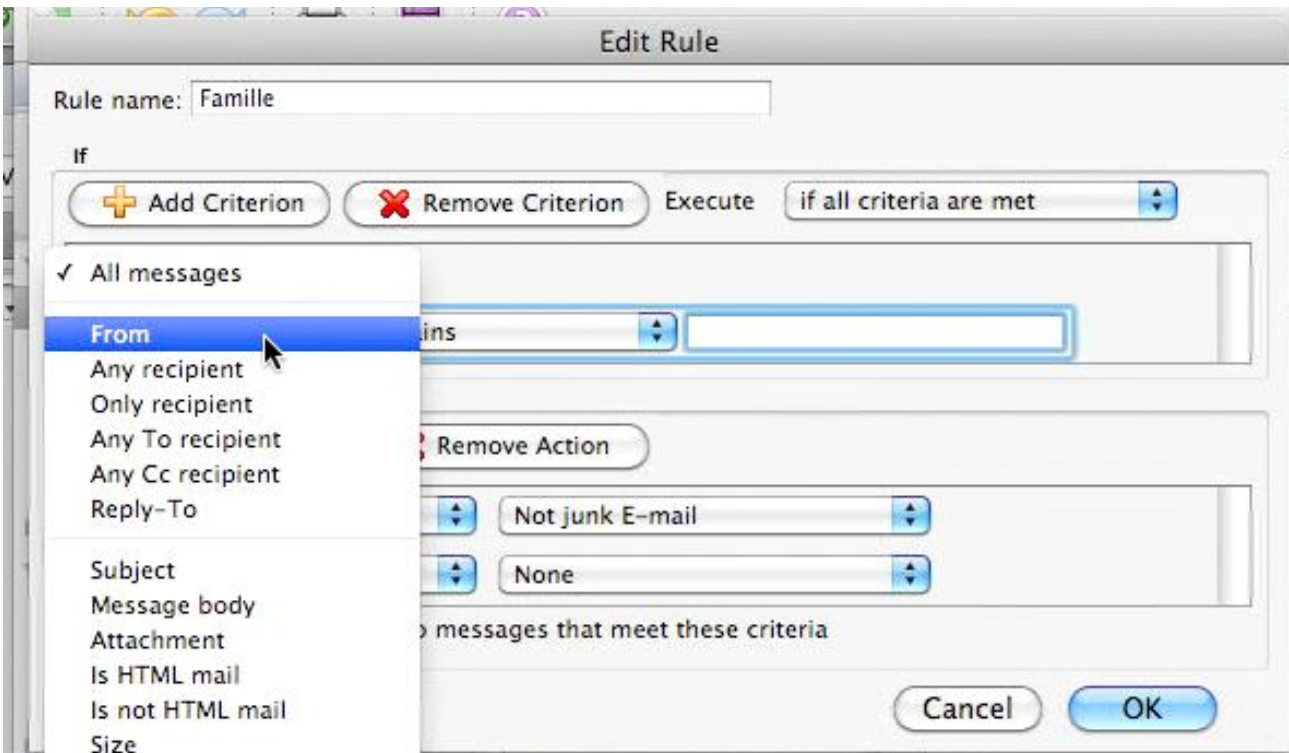 Edit Rule
Rule name: Famille
If
Add Criterion Remove Criterion Execute if all criteria are met
✓ All messages
From
ins
Any recipient
Only recipient
Any To recipient
Remove Action
Any Cc recipient
Reply-To
Not junk E-mail
Subject
None
Message body
messages that meet these criteria
Attachment
Is HTML mail
Is not HTML mail
Cancel OK
Size